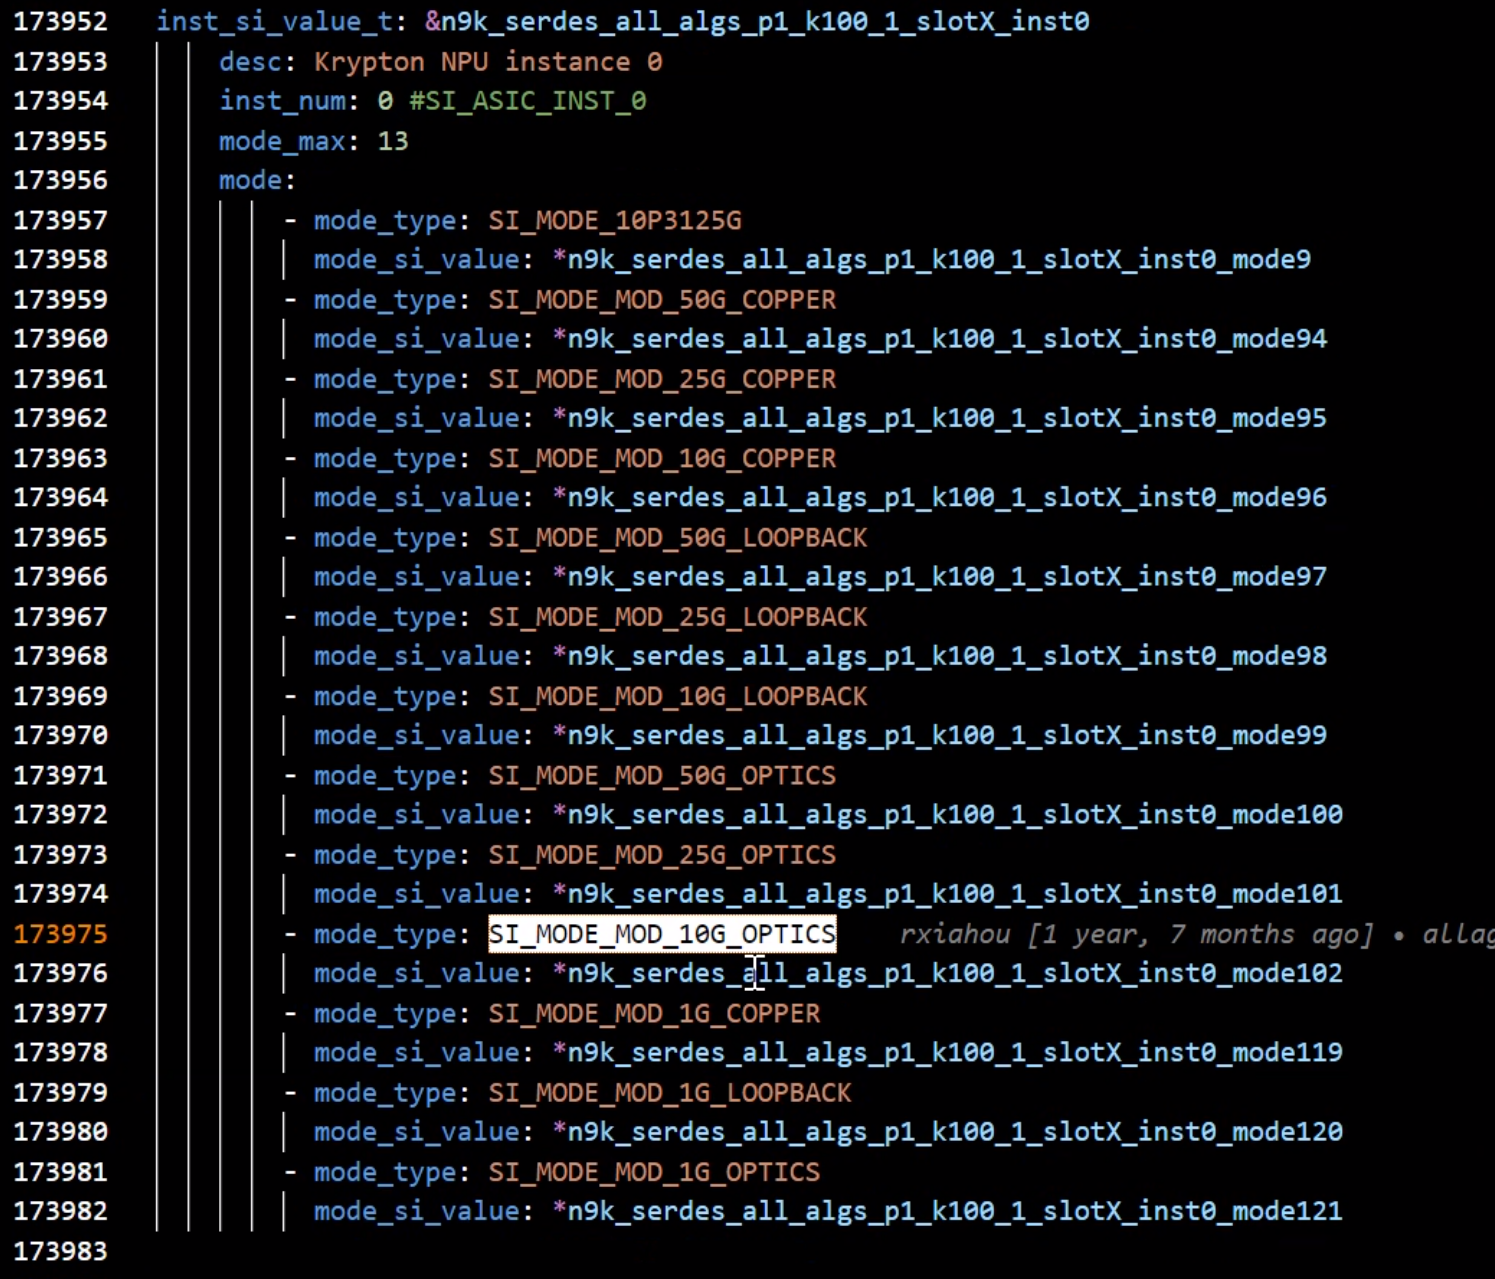 173952 inst_si_value_t: &n9k_serdes_all_algs_p1_k100_1_slotX_inst0
173953 desc: Krypton NPU instance 0
173954 inst_num: 0 #SI_ASIC_INST_0
173955 mode_max: 13
173956 mode:
173957 - mode_type: SI_MODE_10P3125G
173958 mode_si_value: *n9k_serdes_all_algs_p1_k100_1_slotX_inst0_mode9
173959 - mode_type: SI_MODE_MOD_50G_COPPER
173960 mode_si_value: *n9k_serdes_all_algs_p1_k100_1_slotX_inst0_mode94
173961 - mode_type: SI_MODE_MOD_25G_COPPER
173962 mode_si_value: *n9k_serdes_all_algs_p1_k100_1_slotX_inst0_mode95
173963 - mode_type: SI_MODE_MOD_10G_COPPER
173964 mode_si_value: *n9k_serdes_all_algs_p1_k100_1_slotX_inst0_mode96
173965 - mode_type: SI_MODE_MOD_50G_LOOPBACK
173966 mode_si_value: *n9k_serdes_all_algs_p1_k100_1_slotX_inst0_mode97
173967 - mode_type: SI_MODE_MOD_25G_LOOPBACK
173968 mode_si_value: *n9k_serdes_all_algs_p1_k100_1_slotX_inst0_mode98
173969 - mode_type: SI_MODE_MOD_10G_LOOPBACK
173970 mode_si_value: *n9k_serdes_all_algs_p1_k100_1_slotX_inst0_mode99
173971 - mode_type: SI_MODE_MOD_50G_OPTICS
173972 mode_si_value: *n9k_serdes_all_algs_p1_k100_1_slotX_inst0_mode100
173973 - mode_type: SI_MODE_MOD_25G_OPTICS
173974 mode_si_value: *n9k_serdes_all_algs_p1_k100_1_slotX_inst0_mode101
173975 - mode_type: SI_MODE_MOD_10G_OPTICS rxiahou [1 year, 7 months ago] •
173976 mode_si_value: *n9k_serdes_all_algs_p1_k100_1_slotX_inst0_mode102
173977 - mode_type: SI_MODE_MOD_1G_COPPER
173978 mode_si_value: *n9k_serdes_all_algs_p1_k100_1_slotX_inst0_mode119
173979 - mode_type: SI_MODE_MOD_1G_LOOPBACK
173980 mode_si_value: *n9k_serdes_all_algs_p1_k100_1_slotX_inst0_mode120
173981 - mode_type: SI_MODE_MOD_1G_OPTICS
173982 mode_si_value: *n9k_serdes_all_algs_p1_k100_1_slotX_inst0_mode121
173983